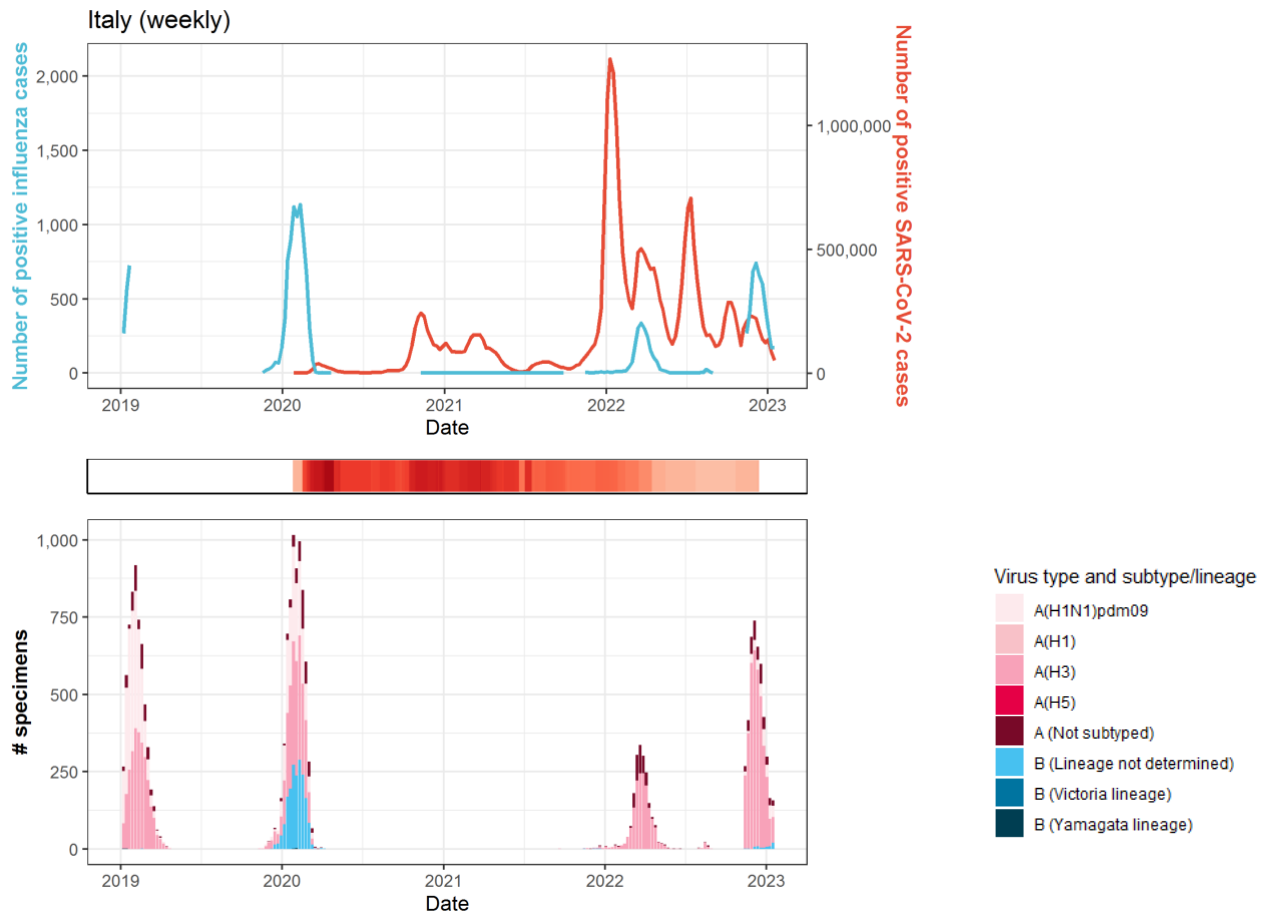 Italy (weekly)
Number of positive influenza cases
2,000
1,500
1,000
500
0
1,000,000
500,000
0
Number of positive SARS-CoV-2 cases
2019 2020 2021 2022 2023
Date
# specimens
1,000
750
500
250
0
2019 2020 2021 2022 2023
Date
Virus type and subtype/lineage
A(H1N1)pdm09
A(H1)
A(H3)
A(H5)
A (Not subtyped)
B (Lineage not determined)
B (Victoria lineage)
B (Yamagata lineage)